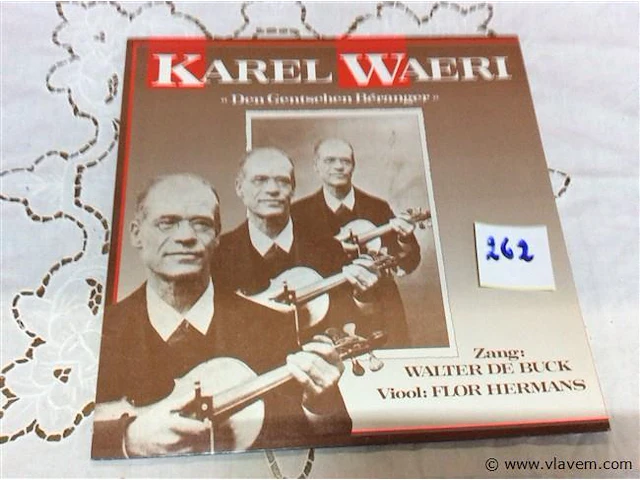 KAREL WAERI
» Den Gentschen Béranger »
262
Zang:
WALTER DE BUCK
Viool: FLOR HERMANS
© www.vlavem.com